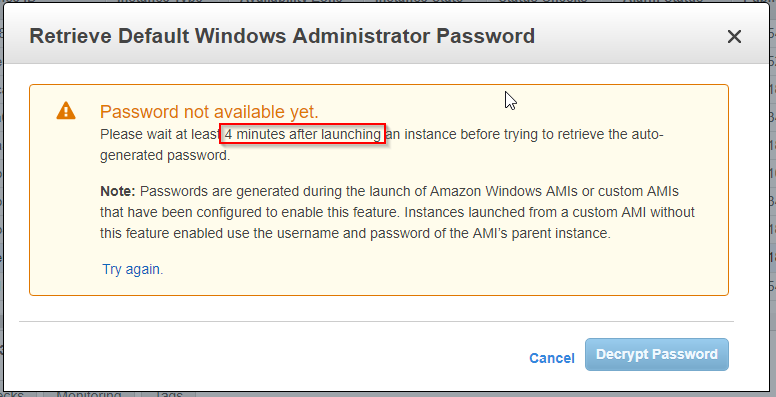 Retrieve Default Windows Administrator Password
Password not available yet.
Please wait at least 4 minutes after launching an instance before trying to retrieve the auto-
generated password.
Note: Passwords are generated during the launch of Amazon Windows AMIs or custom AMIs
that have been configured to enable this feature. Instances launched from a custom AMI without
this feature enabled use the username and password of the AMI's parent instance.
Try again.
Cancel
Decrypt Password
Monitoring
Tags